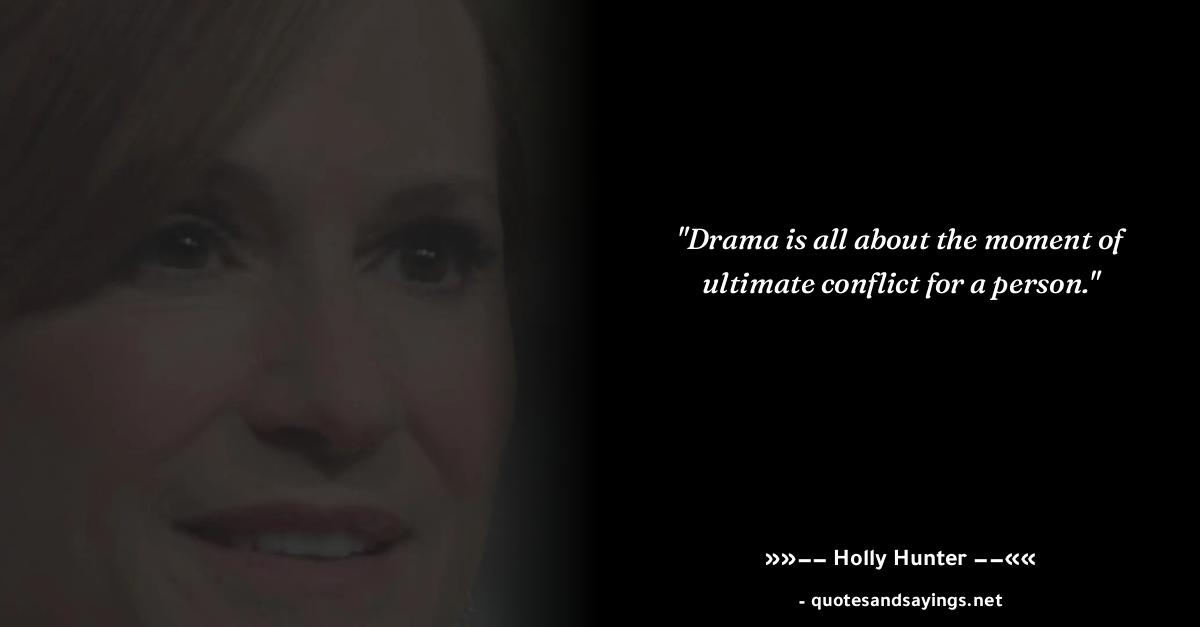 "Drama is all about the moment of
ultimate conflict for a person."
»»−− Holly Hunter −−««
- quotesandsayings.net